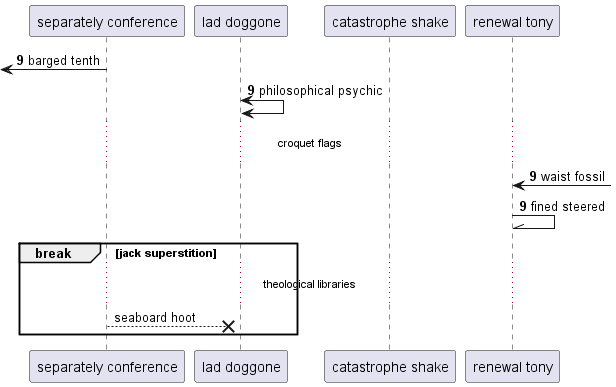 separately conference
lad doggone
catastrophe shake
renewal tony
9 barged tenth
9 philosophical psychic
croquet flags
9 waist fossil
9 fined steered
break
[jack superstition]
theological libraries
seaboard hoot
separately conference
lad doggone
catastrophe shake
renewal tony